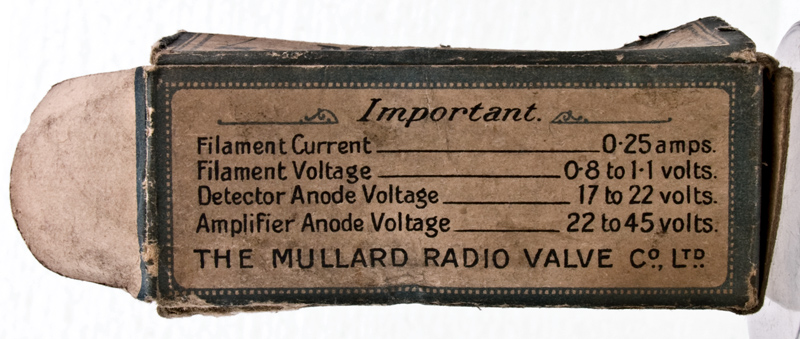 Important.
Filament Current 0·25 amps.
Filament Voltage 0·8 to 1·1 volts.
Detector Anode Voltage 17 to 22 volts.
Amplifier Anode Voltage 22 to 45 volts.
THE MULLARD RADIO VALVE Cº., LTD.